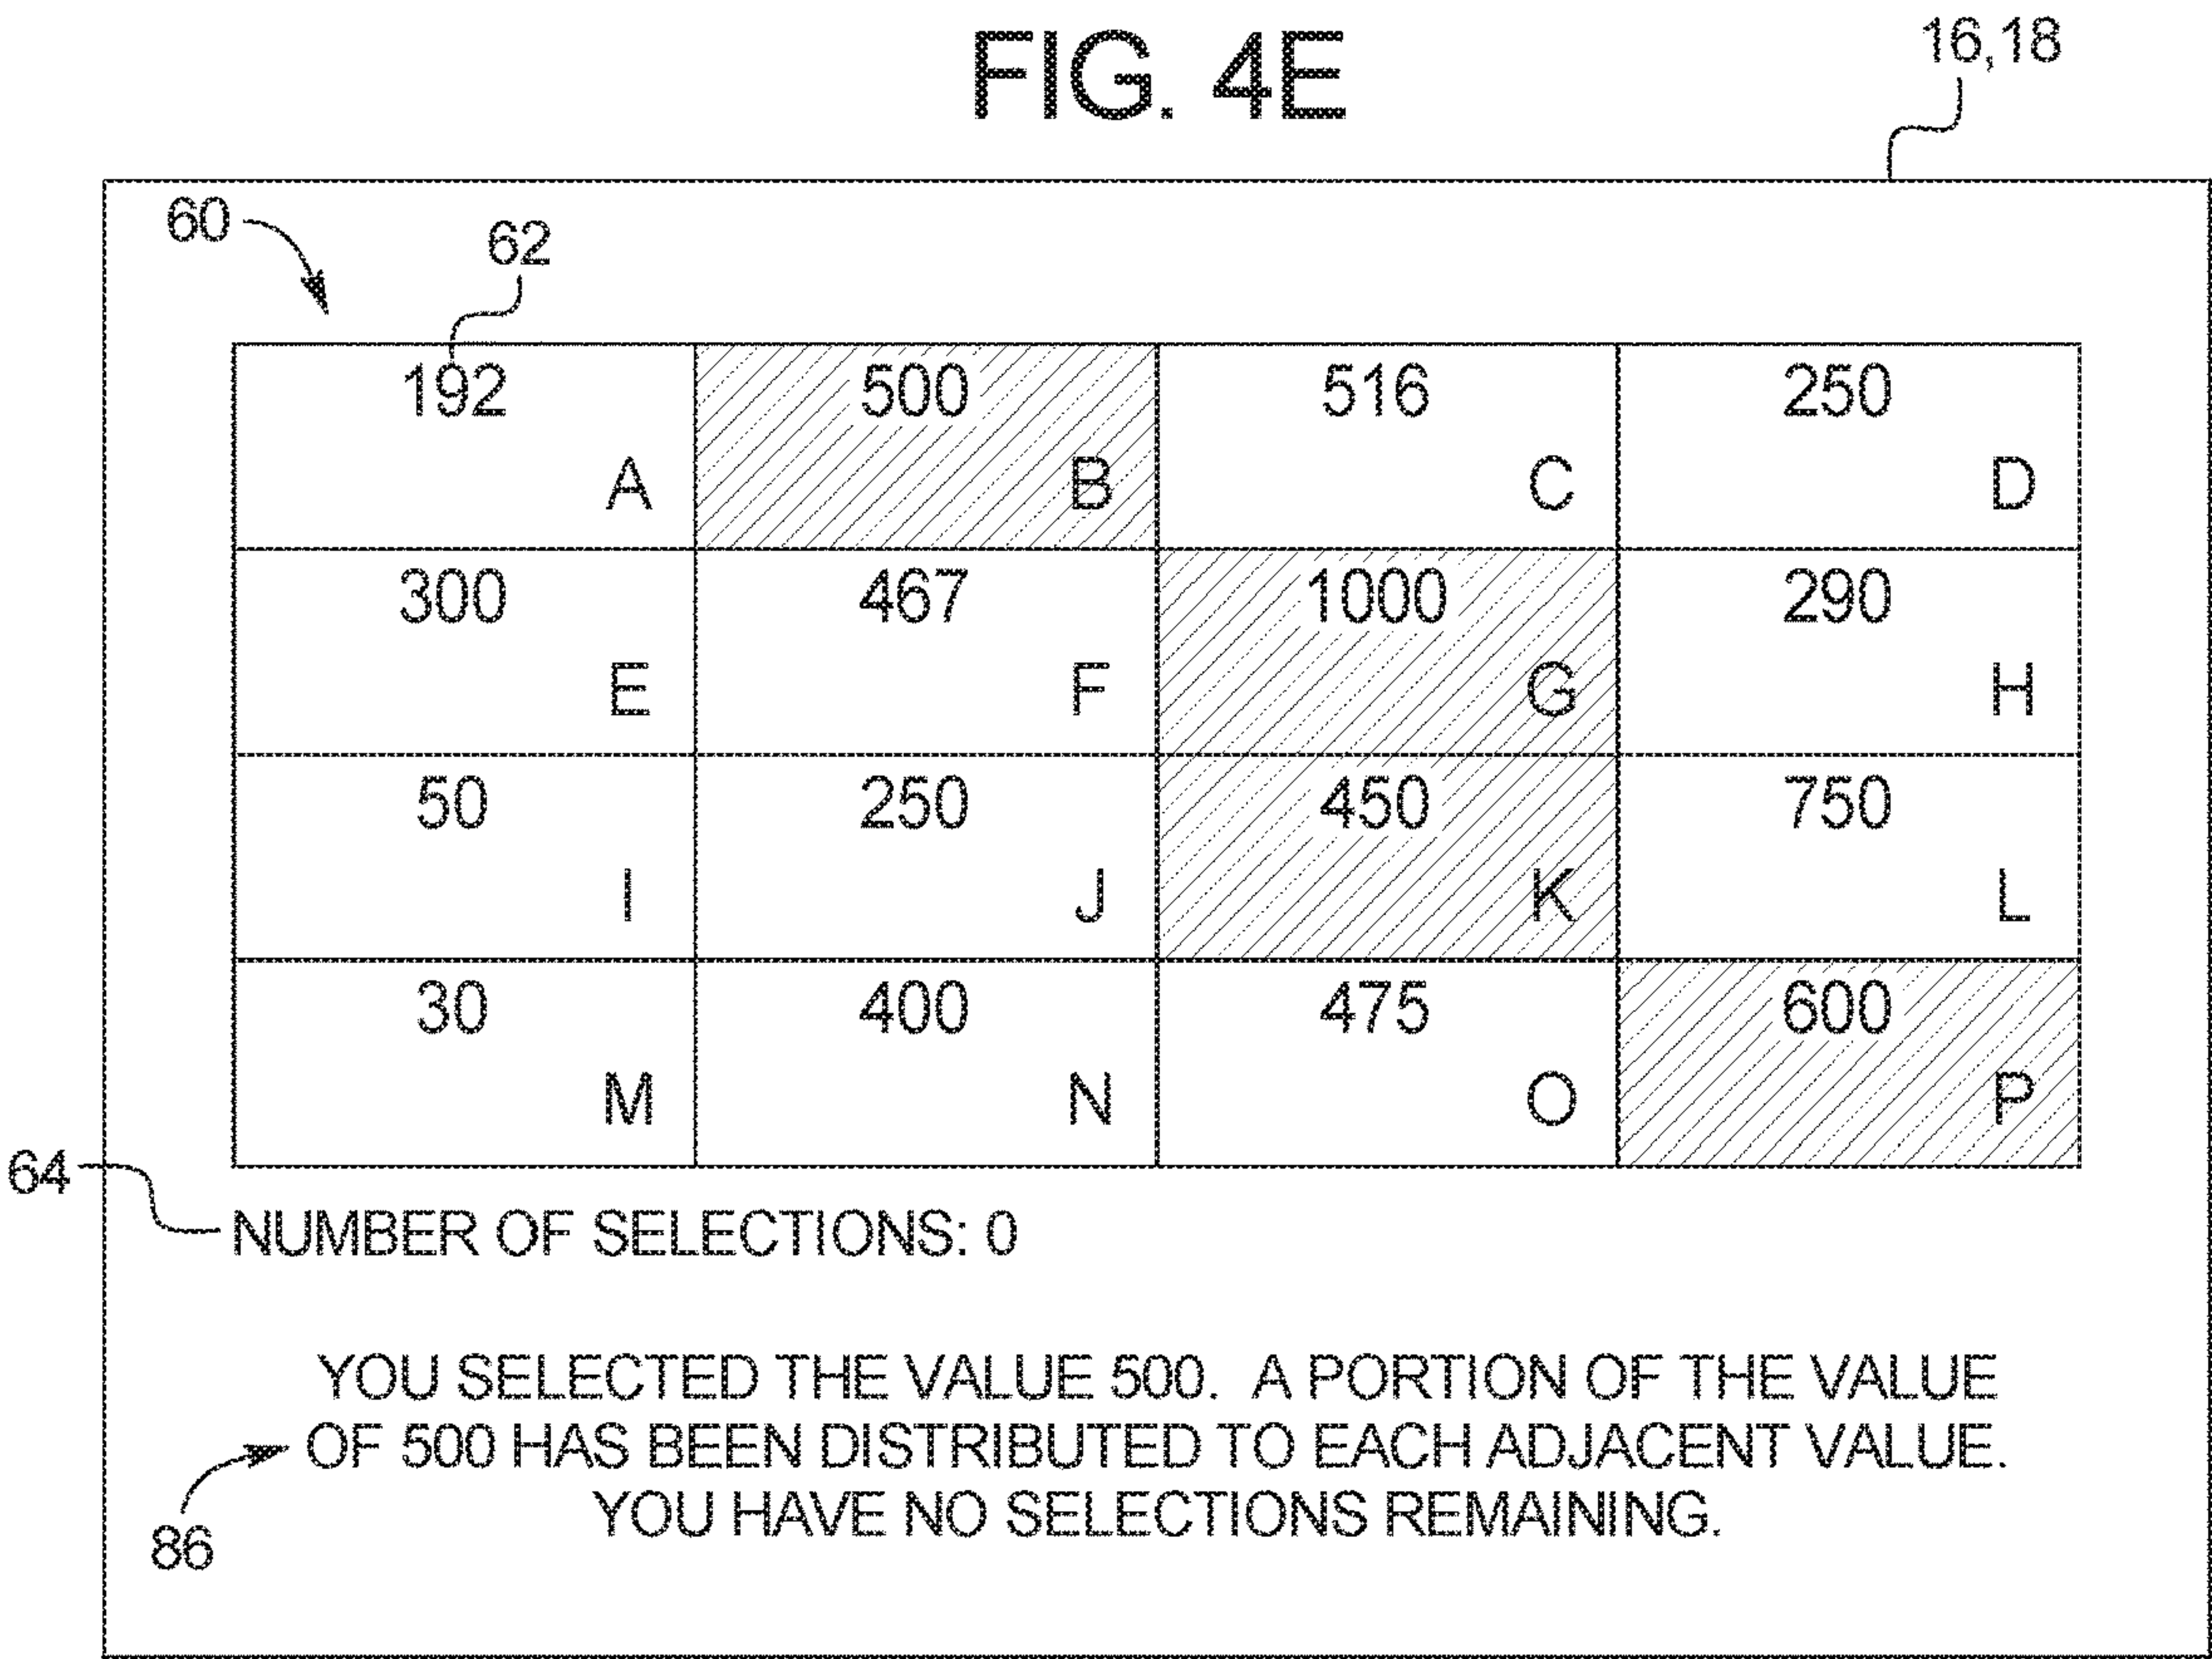 FIG. 4E
16,18
60
62
192 500 516 250
A B C D
300 467 1000 290
E F G H
50 250 450 750
I J K L
30 400 475 600
M N O P
64
NUMBER OF SELECTIONS: 0
YOU SELECTED THE VALUE 500. A PORTION OF THE VALUE
OF 500 HAS BEEN DISTRIBUTED TO EACH ADJACENT VALUE.
YOU HAVE NO SELECTIONS REMAINING.
86